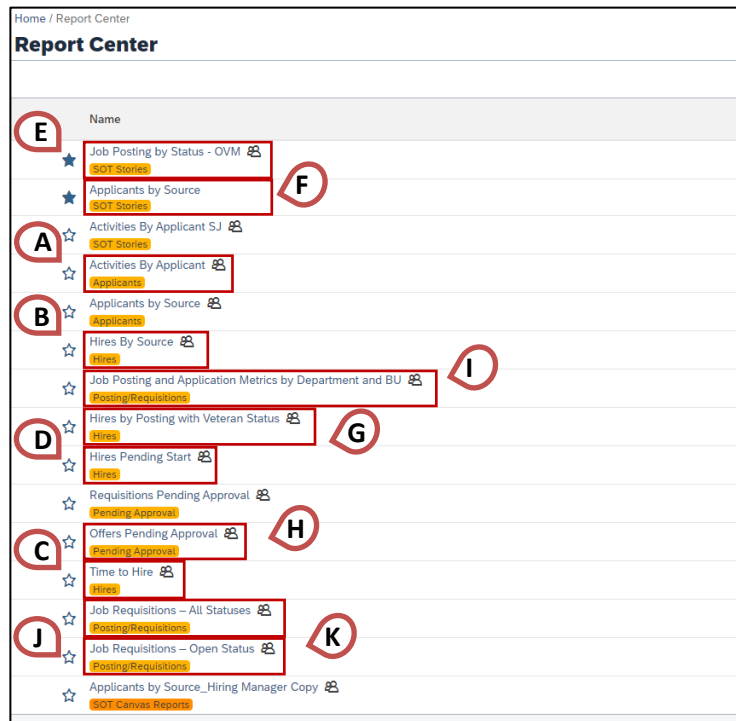 Home / Report Center
Report Center
Name
E
Job Posting by Status - OVM
SOT Stories
Applicants by Source
SOT Stories
F
Activities By Applicant SJ
SOT Stories
A
Activities By Applicant
Applicants
Applicants by Source
Applicants
B
Hires By Source
Hires
I
Job Posting and Application Metrics by Department and BU
Posting/Requisitions
Hires by Posting with Veteran Status
Hires
G
D
Hires Pending Start
Hires
Requisitions Pending Approval
Pending Approval
Offers Pending Approval
Pending Approval
H
C
Time to Hire
Hires
Job Requisitions – All Statuses
Posting/Requisitions
J
K
Job Requisitions – Open Status
Posting/Requisitions
Applicants by Source_Hiring Manager Copy
SOT Canvas Reports